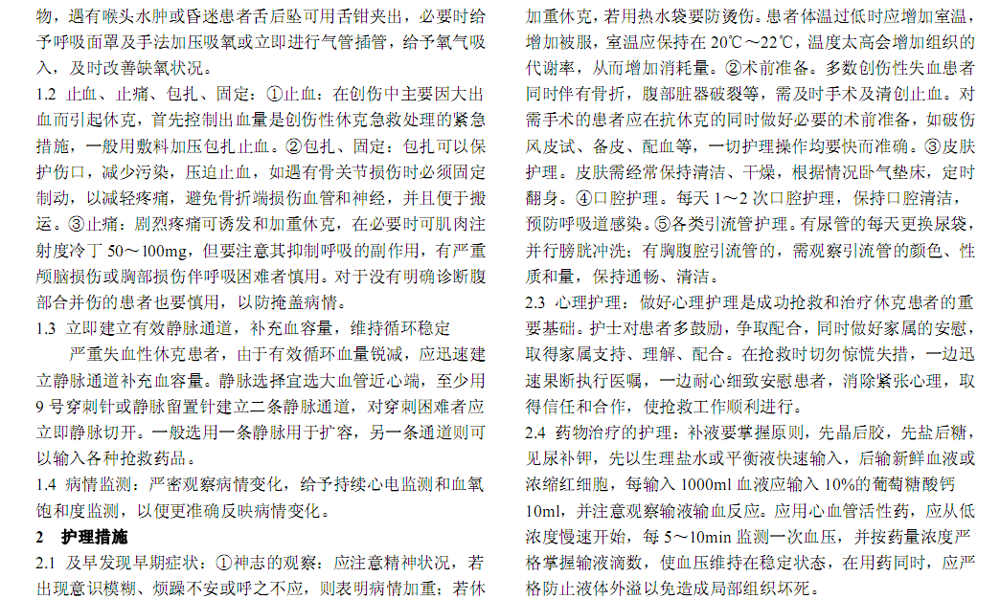 物，遇有喉头水肿或昏迷患者舌后坠可用舌钳夹出，必要时给
予呼吸面罩及手法加压吸氧或立即进行气管插管，给予氧气吸
入，及时改善缺氧状况。
1.2 止血、止痛、包扎、固定：①止血：在创伤中主要因大出
血而引起休克，首先控制出血量是创伤性休克急救处理的紧急
措施，一般用敷料加压包扎止血。②包扎、固定：包扎可以保
护伤口，减少污染，压迫止血，如遇有骨关节损伤时必须固定
制动，以减轻疼痛，避免骨折端损伤血管和神经，并且便于搬
运。③止痛：剧烈疼痛可诱发和加重休克，在必要时可肌肉注
射度冷丁 50～100mg，但要注意其抑制呼吸的副作用，有严重
颅脑损伤或胸部损伤伴呼吸困难者慎用。对于没有明确诊断腹
部合并伤的患者也要慎用，以防掩盖病情。
1.3 立即建立有效静脉通道，补充血容量，维持循环稳定
严重失血性休克患者，由于有效循环血量锐减，应迅速建
立静脉通道补充血容量。静脉选择宜选大血管近心端，至少用
9 号穿刺针或静脉留置针建立二条静脉通道，对穿刺困难者应
立即静脉切开。一般选用一条静脉用于扩容，另一条通道则可
以输入各种抢救药品。
1.4 病情监测：严密观察病情变化，给予持续心电监测和血氧
饱和度监测，以便更准确反映病情变化。
2 护理措施
2.1 及早发现早期症状：①神志的观察：应注意精神状况，若
出现意识模糊、烦躁不安或呼之不应，则表明病情加重；若休
加重休克，若用热水袋要防烫伤。患者体温过低时应增加室温，
增加被服，室温应保持在 20℃～22℃，温度太高会增加组织的
代谢率，从而增加消耗量。②术前准备。多数创伤性失血患者
同时伴有骨折，腹部脏器破裂等，需及时手术及清创止血。对
需手术的患者应在抗休克的同时做好必要的术前准备，如破伤
风皮试、备皮、配血等，一切护理操作均要快而准确。③皮肤
护理。皮肤需经常保持清洁、干燥，根据情况卧气垫床，定时
翻身。④口腔护理。每天 1～2 次口腔护理，保持口腔清洁，
预防呼吸道感染。⑤各类引流管护理。有尿管的每天更换尿袋，
并行膀胱冲洗；有胸腹腔引流管的，需观察引流管的颜色、性
质和量，保持通畅、清洁。
2.3 心理护理：做好心理护理是成功抢救和治疗休克患者的重
要基础。护士对患者多鼓励，争取配合，同时做好家属的安慰，
取得家属支持、理解、配合。在抢救时切勿惊慌失措，一边迅
速果断执行医嘱，一边耐心细致安慰患者，消除紧张心理，取
得信任和合作，使抢救工作顺利进行。
2.4 药物治疗的护理：补液要掌握原则，先晶后胶，先盐后糖，
见尿补钾，先以生理盐水或平衡液快速输入，后输新鲜血液或
浓缩红细胞，每输入 1000ml 血液应输入 10%的葡萄糖酸钙
10ml，并注意观察输液输血反应。应用心血管活性药，应从低
浓度慢速开始，每 5～10min 监测一次血压，并按药量浓度严
格掌握输液滴数，使血压维持在稳定状态，在用药同时，应严
格防止液体外溢以免造成局部组织坏死。